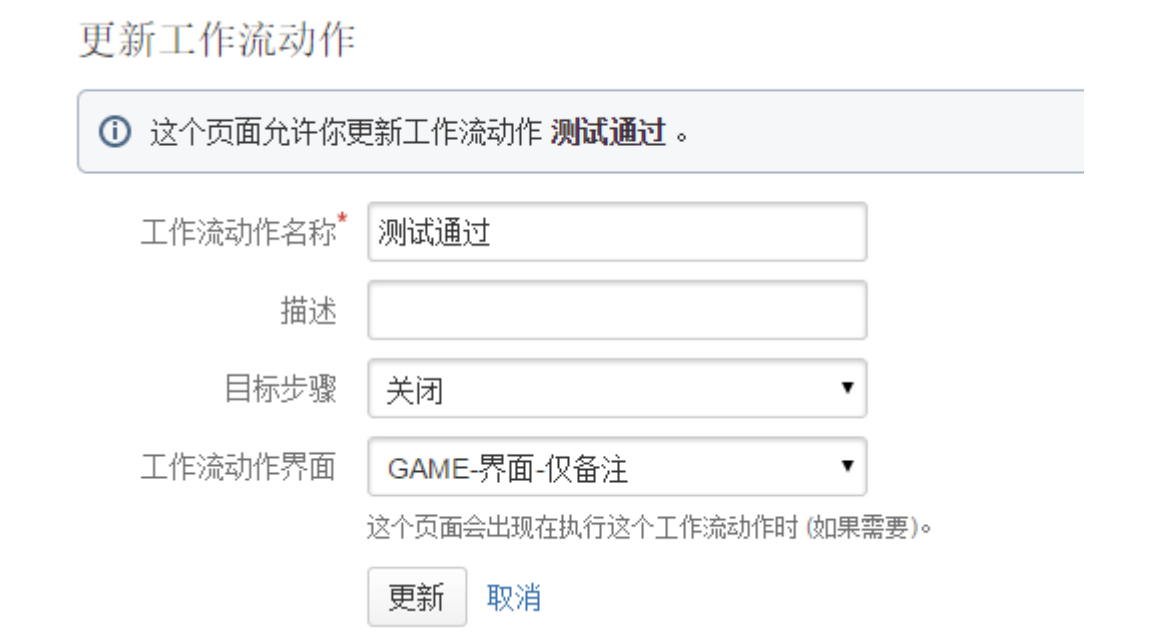 更新工作流动作
这个页面允许你更新工作流动作 测试通过 。
工作流动作名称* 测试通过
描述
目标步骤 关闭
工作流动作界面 GAME-界面-仅备注
这个页面会出现在执行这个工作流动作时 (如果需要)。
更新 取消